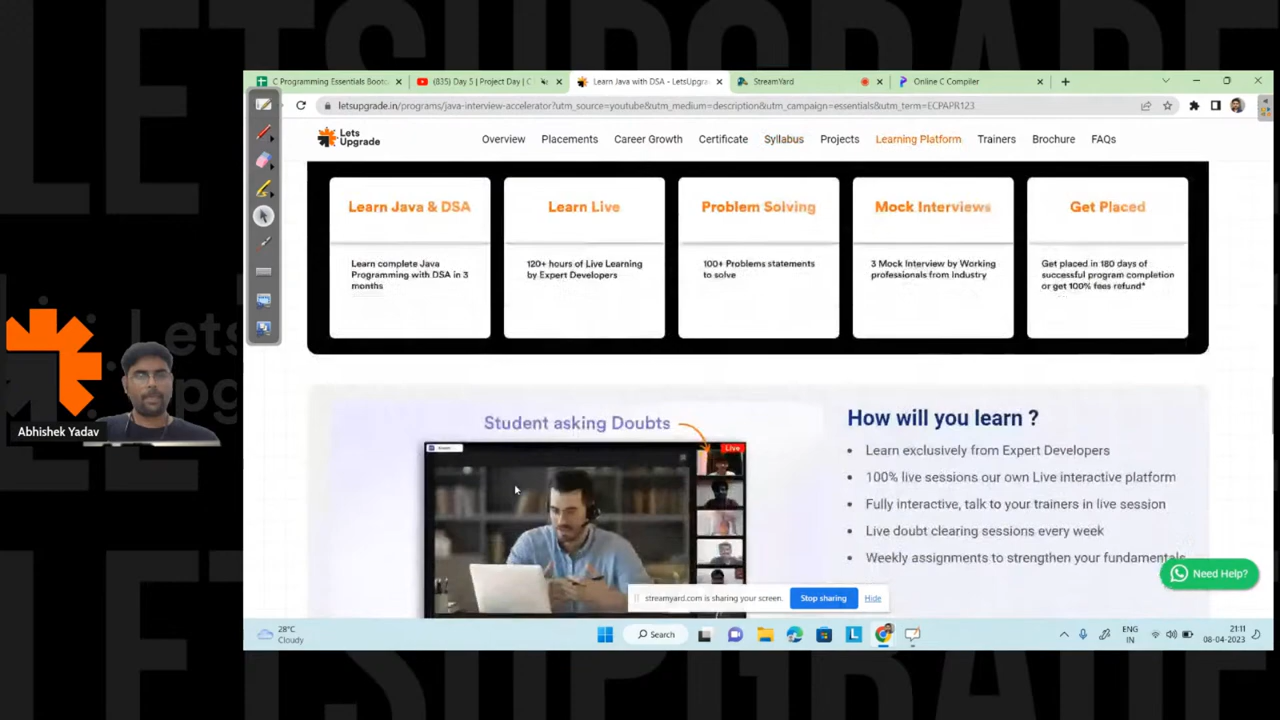 LETSUPGRADE
C Programming Essentials Bootc
(835) Day 5 | Project Day | C
Learn Java with DSA - LetsUpgra
StreamYard
Online C Compiler
letsupgrade.in/programs/java-interview-accelerator?utm_source=youtube&utm_medium=description&utm_campaign=essentials&utm_term=ECPAPR123
Lets
Upgrade
Overview
Placements
Career Growth
Certificate
Syllabus
Projects
Learning Platform
Trainers
Brochure
FAQs
Learn Java & DSA
Learn complete Java
Programming with DSA in 3
months
Learn Live
120+ hours of Live Learning
by Expert Developers
Problem Solving
100+ Problems statements
to solve
Mock Interviews
3 Mock Interview by Working
professionals from Industry
Get Placed
Get placed in 180 days of
successful program completion
or get 100% fees refund*
Student asking Doubts
Live
How will you learn ?
Learn exclusively from Expert Developers
100% live sessions our own Live interactive platform
Fully interactive, talk to your trainers in live session
Live doubt clearing sessions every week
Weekly assignments to strengthen your fundamentals
Need Help?
streamyard.com is sharing your screen.
Stop sharing
Hide
Lets
Upg
Abhishek Yadav
28°C
Cloudy
Search
ENG
IN
21:11
08-04-2023